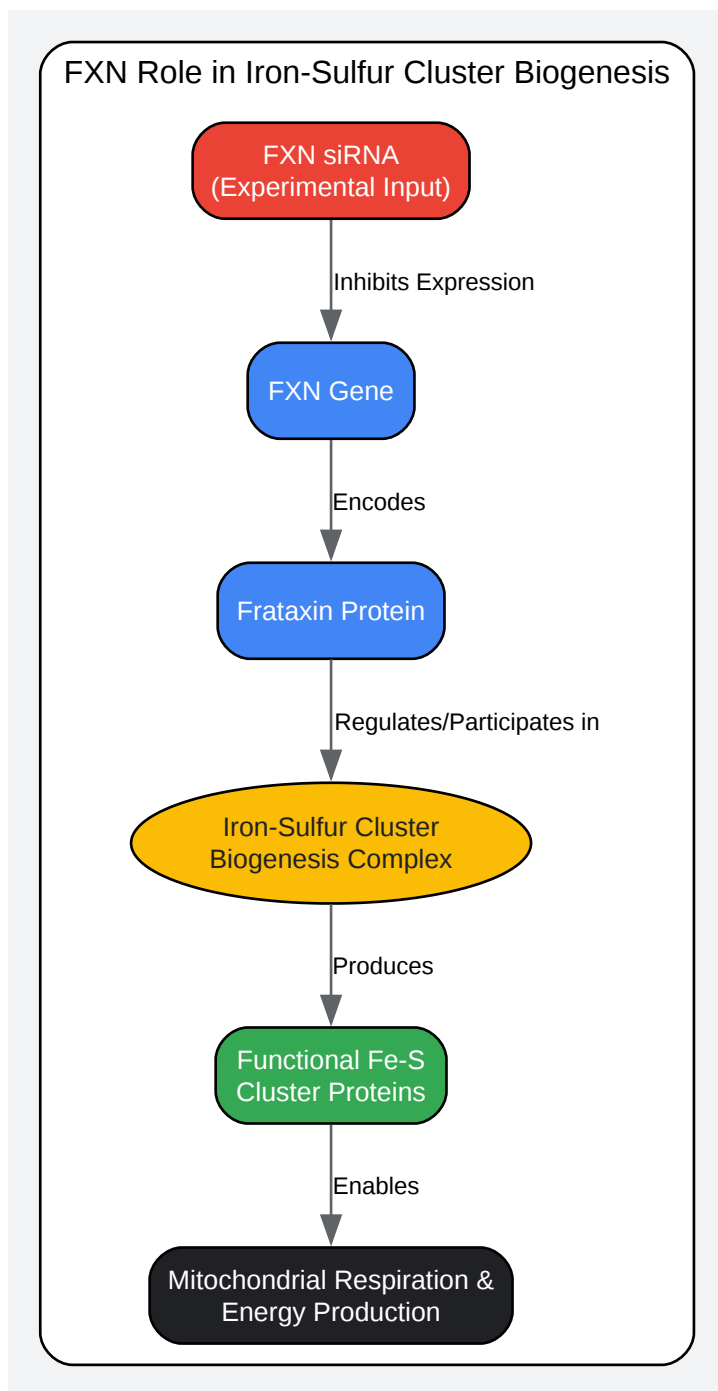 FXN Role in Iron-Sulfur Cluster Biogenesis
FXN siRNA
(Experimental Input)
Inhibits Expression
FXN Gene
Encodes
Frataxin Protein
Regulates/Participates in
Iron-Sulfur Cluster
Biogenesis Complex
Produces
Functional Fe-S
Cluster Proteins
Enables
Mitochondrial Respiration &
Energy Production